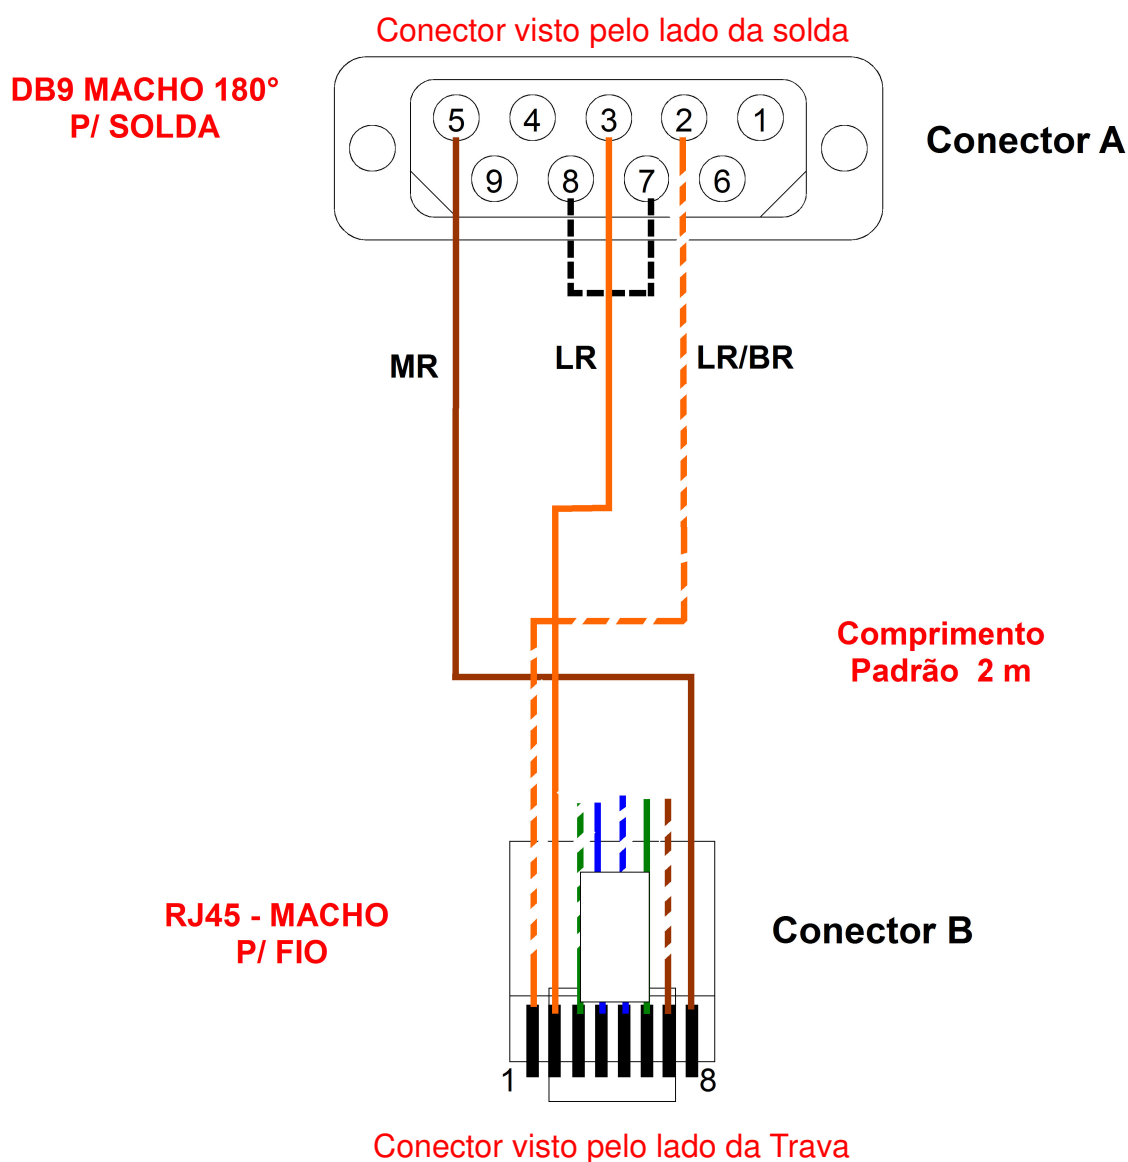 Conector visto pelo lado da solda
DB9 MACHO 180°
P/ SOLDA
5 4 3 2 1
9 8 7 6
Conector A
MR
LR
LR/BR
Comprimento
Padrão 2 m
RJ45 - MACHO
P/ FIO
Conector B
1
8
Conector visto pelo lado da Trava